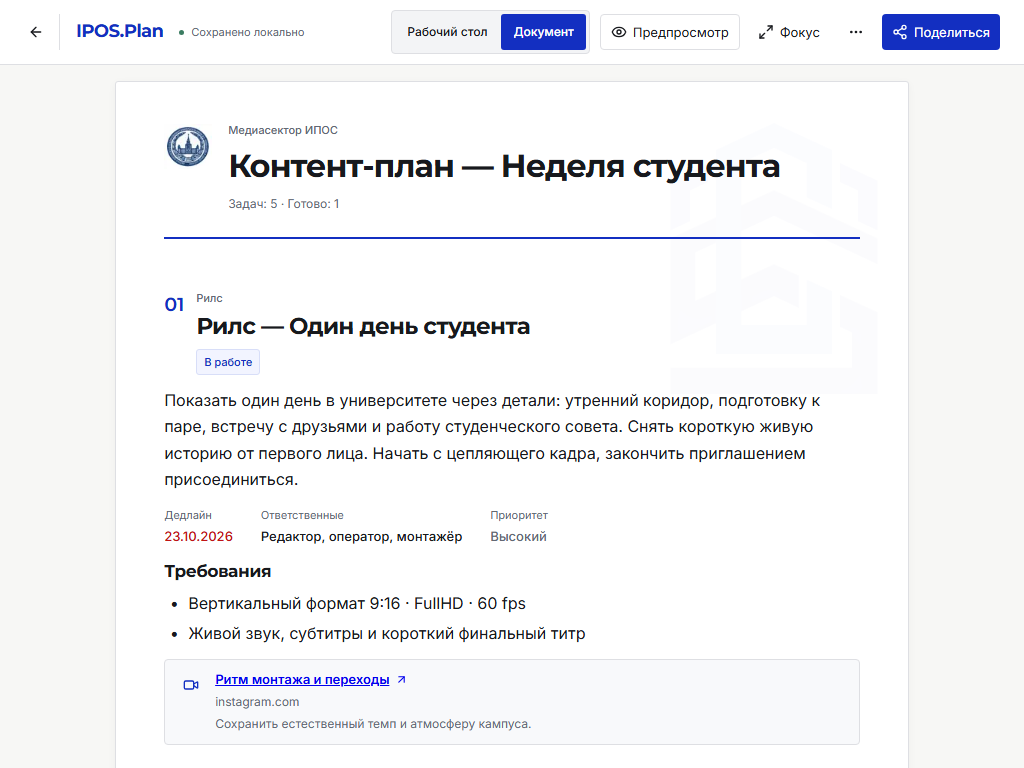 IPOS.Plan
Сохранено локально
Рабочий стол
Документ
Предпросмотр
Фокус
Поделиться
Медиасектор ИПОС
Контент-план — Неделя студента
Задач: 5 · Готово: 1
01
Рилс
Рилс — Один день студента
В работе
Показать один день в университете через детали: утренний коридор, подготовку к
паре, встречу с друзьями и работу студенческого совета. Снять короткую живую
историю от первого лица. Начать с цепляющего кадра, закончить приглашением
присоединиться.
Дедлайн
23.10.2026
Ответственные
Редактор, оператор, монтажёр
Приоритет
Высокий
Требования
• Вертикальный формат 9:16 · FullHD · 60 fps
• Живой звук, субтитры и короткий финальный титр
Ритм монтажа и переходы
instagram.com
Сохранить естественный темп и атмосферу кампуса.